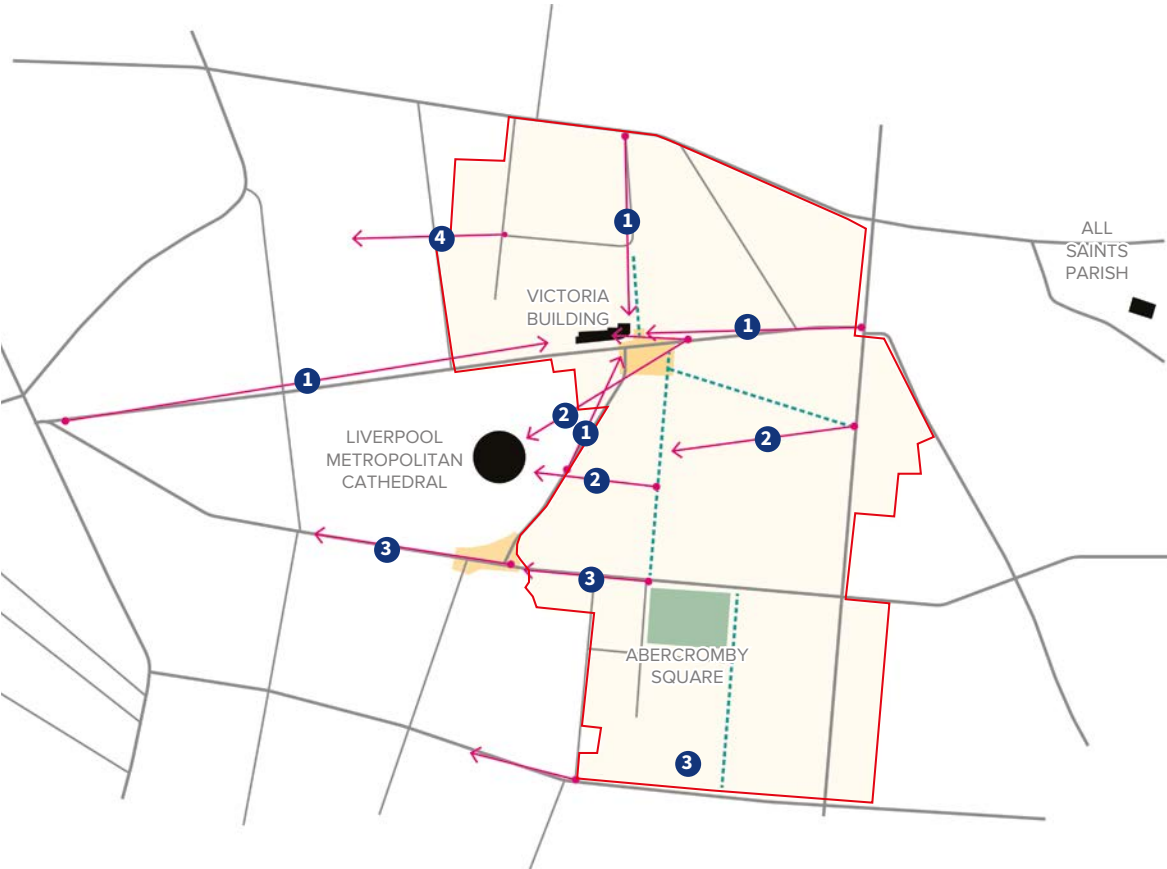 ALL
SAINTS
PARISH
1
4
VICTORIA
BUILDING
1
1
2
1
2
LIVERPOOL
METROPOLITAN
CATHEDRAL
2
3
3
ABERCROMBY
SQUARE
3